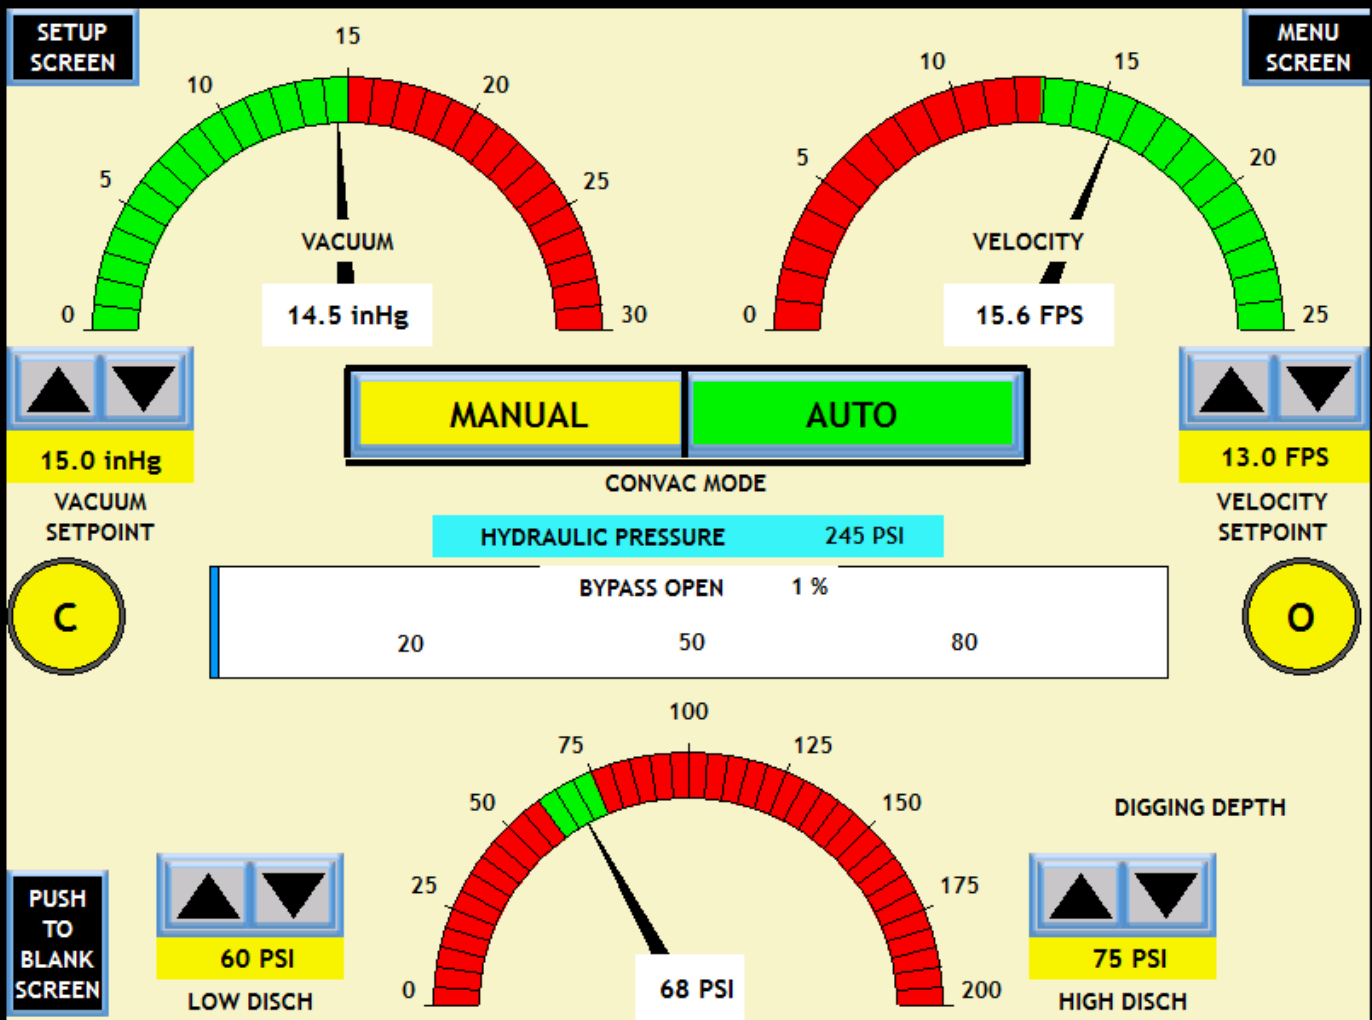 SETUP
SCREEN
MENU
SCREEN
0
5
10
15
20
25
30
VACUUM
14.5 inHg
0
5
10
15
20
25
VELOCITY
15.6 FPS
15.0 inHg
VACUUM
SETPOINT
MANUAL
AUTO
CONVAC MODE
13.0 FPS
VELOCITY
SETPOINT
HYDRAULIC PRESSURE 245 PSI
C
BYPASS OPEN 1 %
20 50 80
O
0
25
50
75
100
125
150
175
200
68 PSI
DIGGING DEPTH
PUSH
TO
BLANK
SCREEN
60 PSI
LOW DISCH
75 PSI
HIGH DISCH